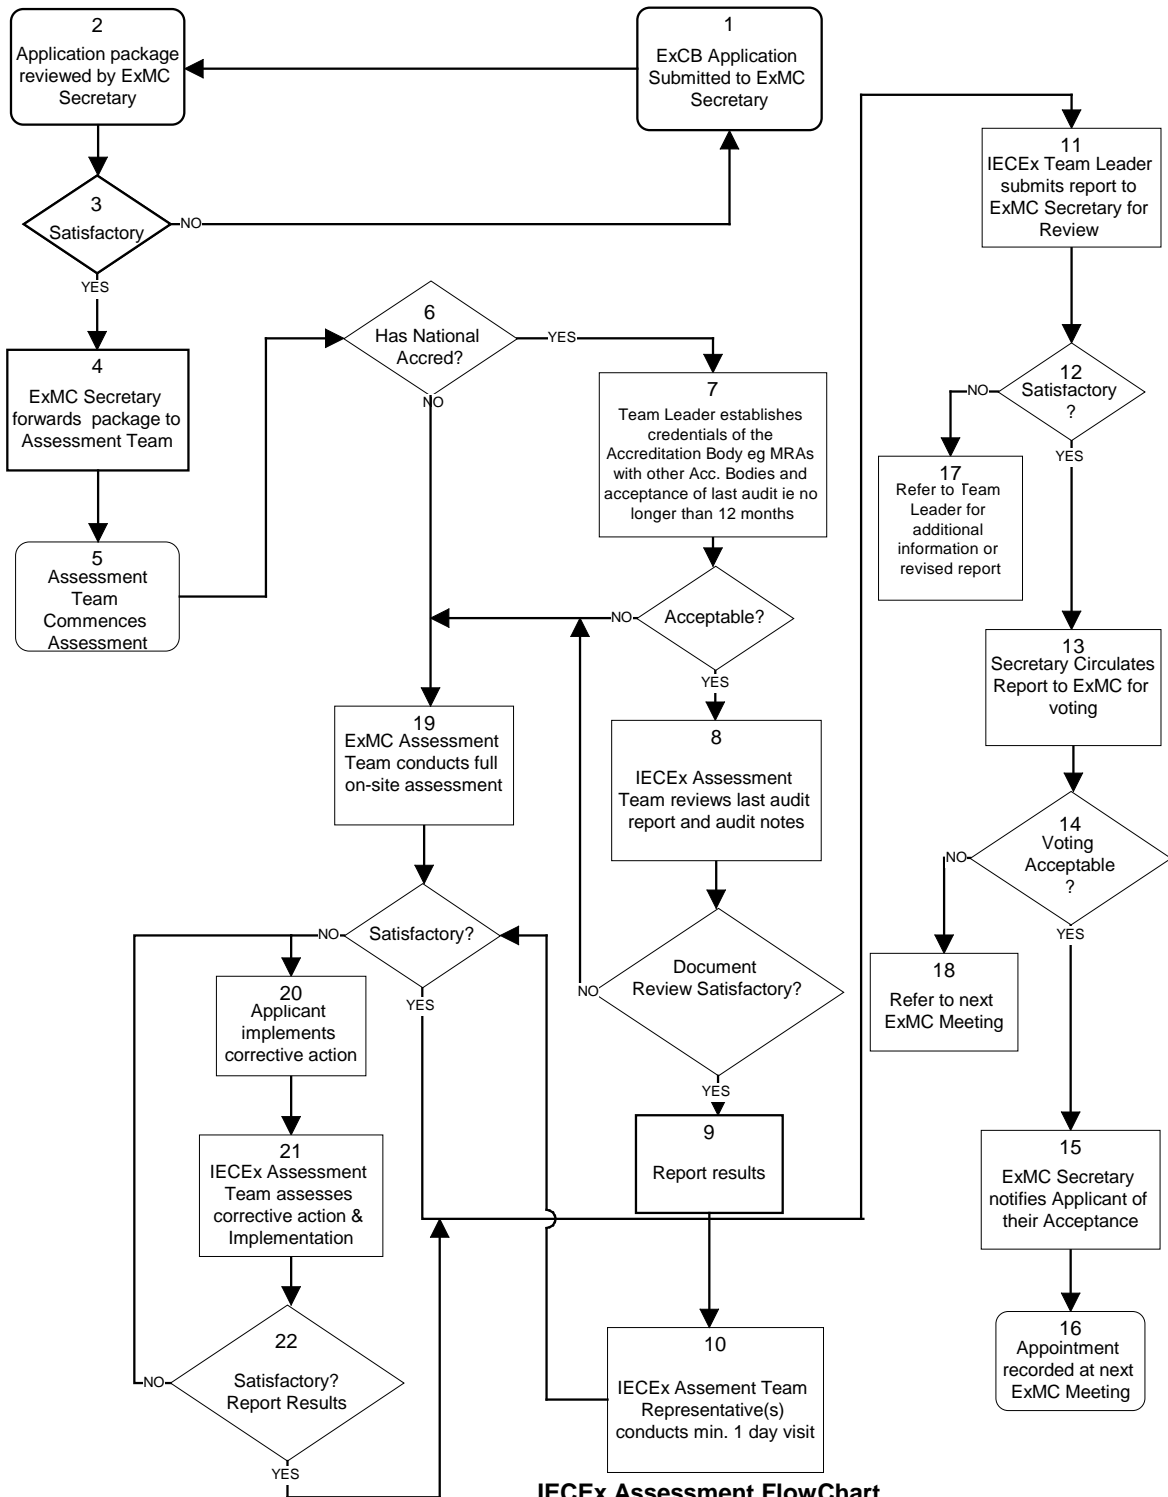 2
Application package
reviewed by ExMC
Secretary
1
ExCB Application
Submitted to ExMC
Secretary
3
Satisfactory
NO
YES
4
ExMC Secretary
forwards package to
Assessment Team
5
Assessment
Team
Commences
Assessment
6
Has National
Accred?
YES
NO
7
Team Leader establishes
credentials of the
Accreditation Body eg MRAs
with other Acc. Bodies and
acceptance of last audit ie no
longer than 12 months
Acceptable?
NO
YES
8
IECEx Assessment
Team reviews last audit
report and audit notes
Document
Review Satisfactory?
NO
YES
9
Report results
10
IECEx Assement Team
Representative(s)
conducts min. 1 day visit
19
ExMC Assessment
Team conducts full
on-site assessment
Satisfactory?
NO
YES
20
Applicant
implements
corrective action
21
IECEx Assessment
Team assesses
corrective action &
Implementation
22
Satisfactory?
Report Results
NO
YES
11
IECEx Team Leader
submits report to
ExMC Secretary for
Review
12
Satisfactory
?
NO
YES
17
Refer to Team
Leader for
additional
information or
revised report
13
Secretary Circulates
Report to ExMC for
voting
14
Voting
Acceptable
?
NO
YES
18
Refer to next
ExMC Meeting
15
ExMC Secretary
notifies Applicant of
their Acceptance
16
Appointment
recorded at next
ExMC Meeting
IECEx Assessment FlowChart